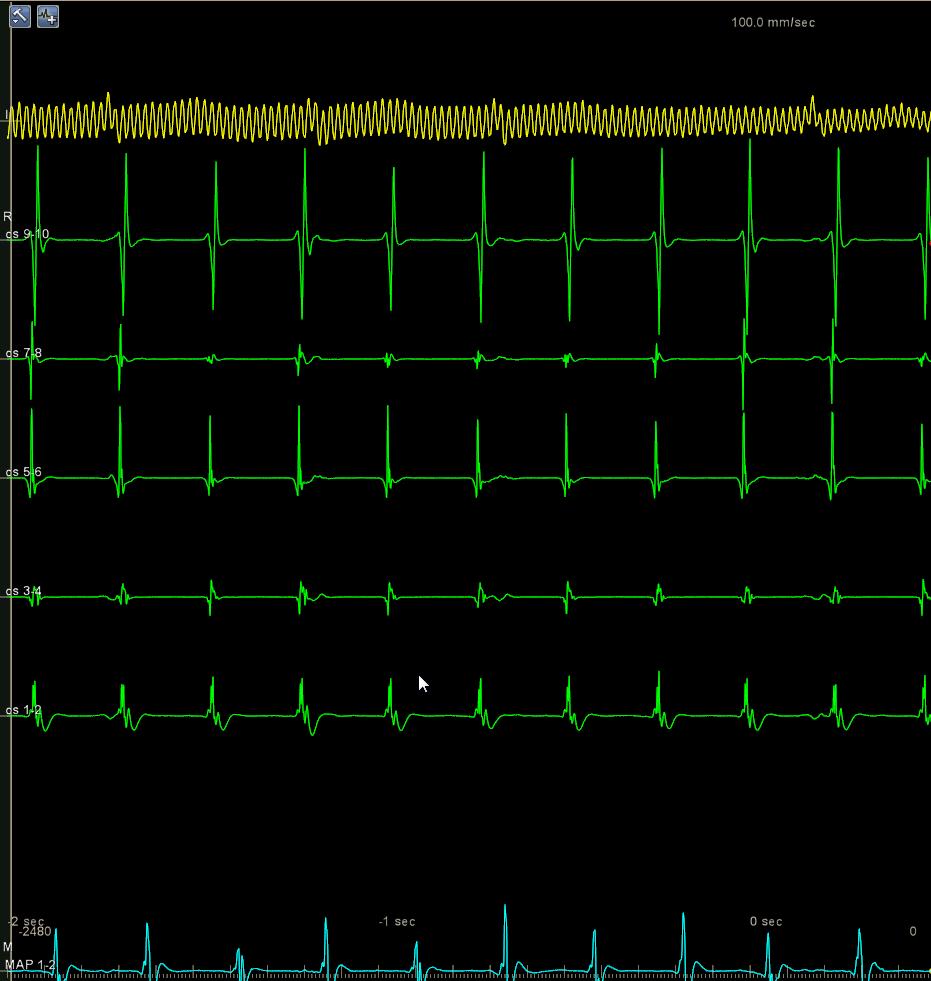 100.0 mm/sec
I
R
cs 9-10
cs 7-8
cs 5-6
cs 3-4
cs 1-2
-2 sec
-1 sec
0 sec
-2480
0
M
MAP 1-2